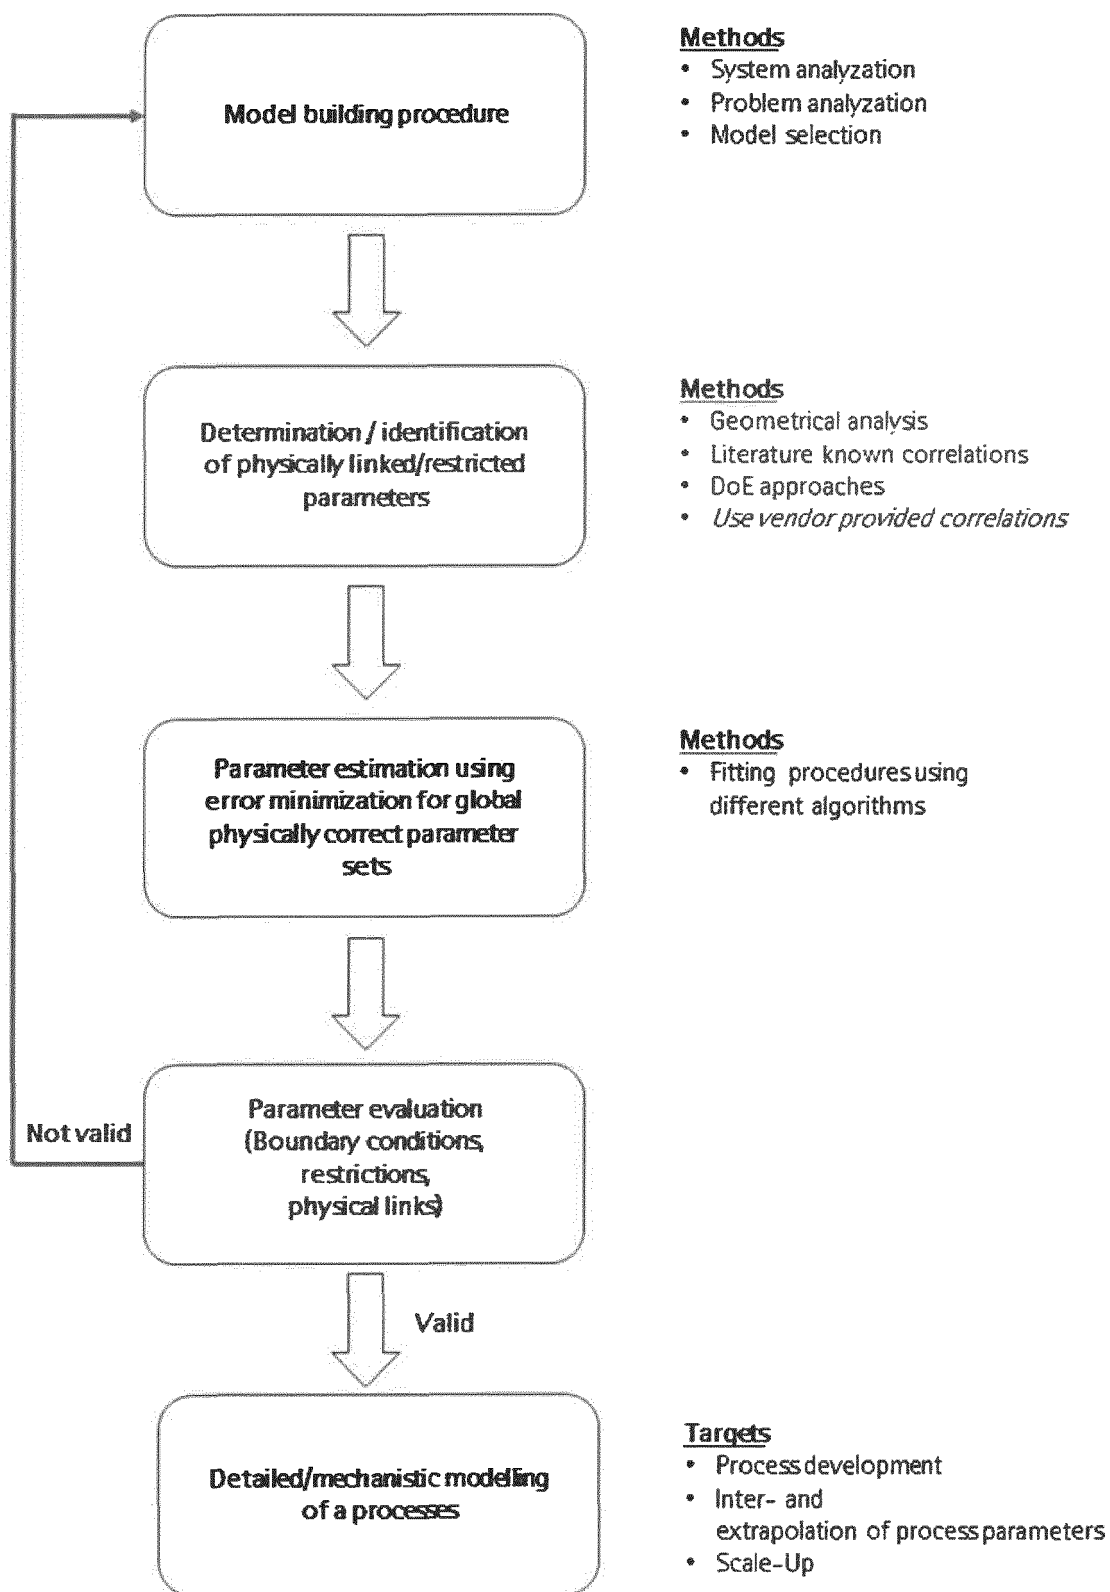 Model building procedure
Methods
• System analyzation
• Problem analyzation
• Model selection
Determination / identification
of physically linked/restricted
parameters
Methods
• Geometrical analysis
• Literature known correlations
• DoE approaches
• Use vendor provided correlations
Parameter estimation using
error minimization for global
physically correct parameter
sets
Methods
• Fitting procedures using
different algorithms
Not valid
Parameter evaluation
(Boundary conditions,
restrictions,
physical links)
Valid
Detailed/mechanistic modelling
of a processes
Targets
• Process development
• Inter- and
extrapolation of process parameters
• Scale-Up